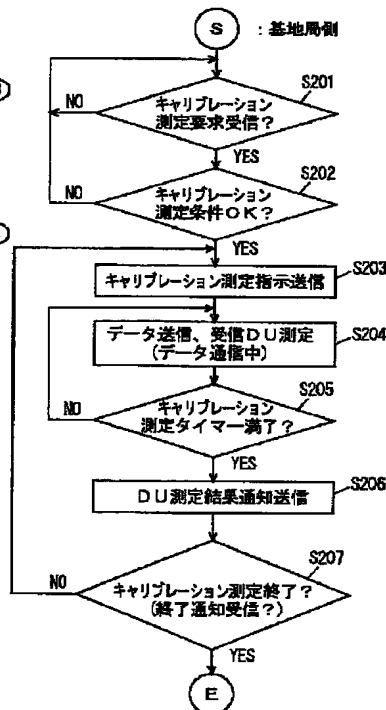 S :基地局側
S201
キャリブレーション
測定要求受信?
NO
YES
S202
キャリブレーション
測定条件OK?
NO
YES
S203
キャリブレーション測定指示送信
S204
データ送信、受信DU測定
(データ通信中)
S205
キャリブレーション
測定タイマー満了?
NO
YES
S206
DU測定結果通知送信
S207
キャリブレーション測定終了?
(終了通知受信?)
NO
YES
E